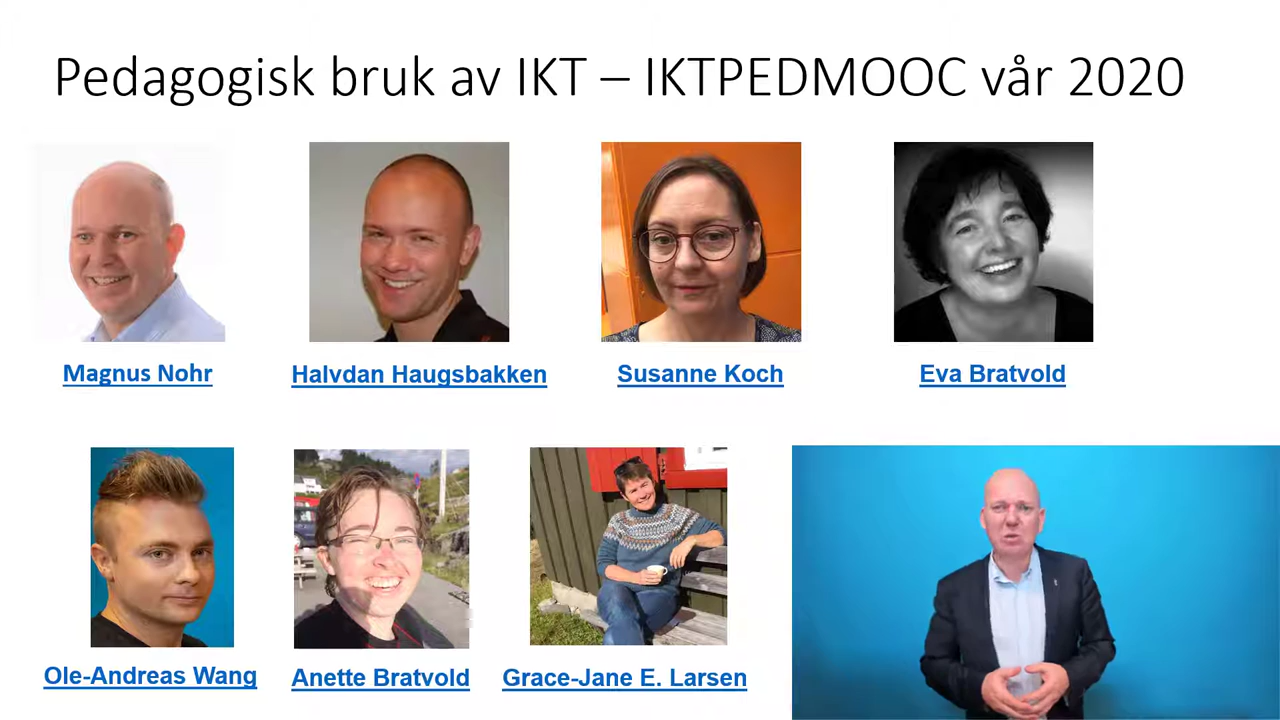 Pedagogisk bruk av IKT – IKTPEDMOOC vår 2020
Magnus Nohr
Halvdan Haugsbakken
Susanne Koch
Eva Bratvold
Ole-Andreas Wang
Anette Bratvold
Grace-Jane E. Larsen